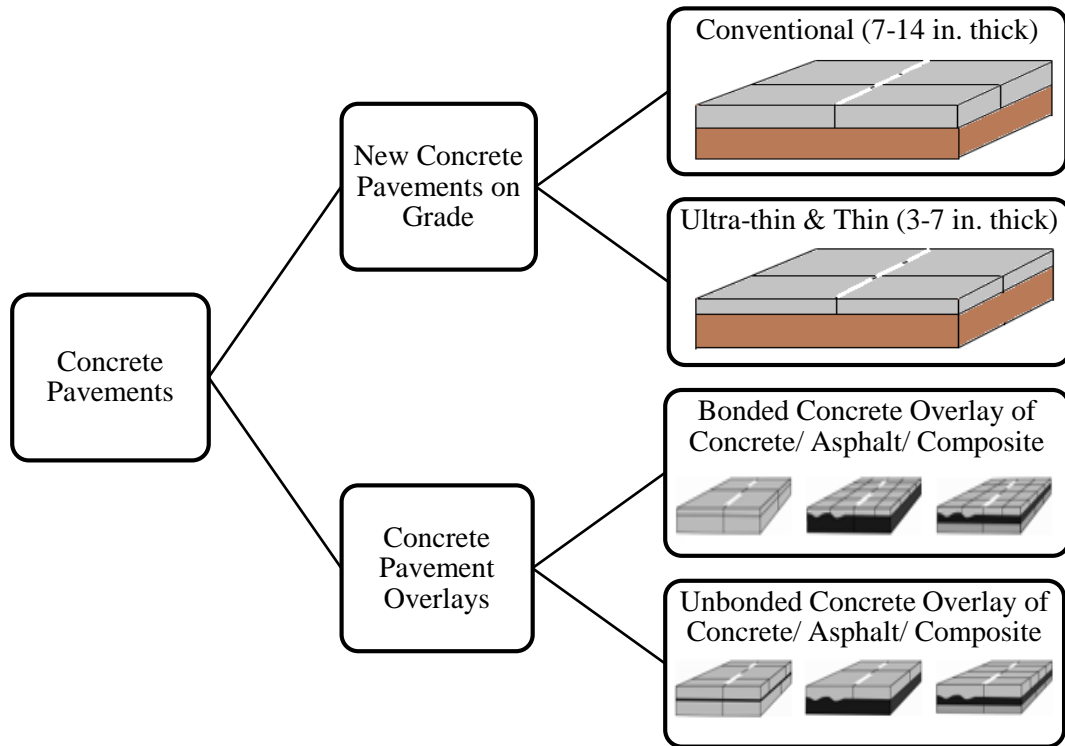 Conventional (7-14 in. thick)
New Concrete
Pavements on
Grade
Ultra-thin & Thin (3-7 in. thick)
Concrete
Pavements
Bonded Concrete Overlay of
Concrete/ Asphalt/ Composite
Concrete
Pavement
Overlays
Unbonded Concrete Overlay of
Concrete/ Asphalt/ Composite